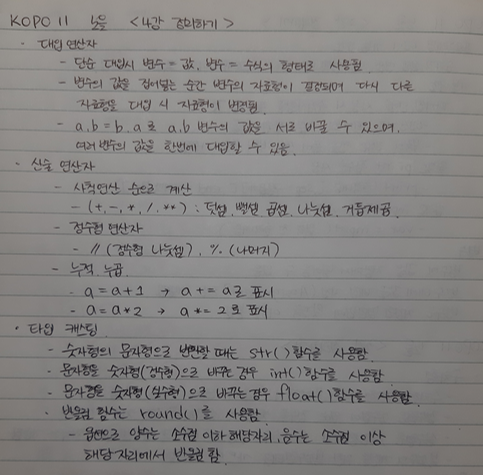 KOPO 11 노을 <4강 정리하기>
· 대입 연산자
- 단순 대입시 변수 = 값, 변수 = 수식의 형태로 사용됨
- 변수의 값을 집어넣는 순간 변수의 자료형이 결정되며 다시 다른
자료형을 대입 시 자료형이 변경됨
- a,b = b,a로 a,b 변수의 값을 서로 바꿀 수 있으며,
여러 변수의 값을 한번에 대입할 수 있음
· 산술 연산자
- 사칙연산 순으로 계산
- (+, -, *, /, **) : 덧셈, 뺄셈, 곱셈, 나눗셈, 거듭제곱
- 정수형 연산자
- // (정수형 나눗셈), % (나머지)
- 누적, 누곱
- a = a + 1 → a += a로 표시
- a = a * 2 → a *= 2로 표시
· 타입 캐스팅
- 숫자형의 문자형으로 변환할 때는 str() 함수를 사용함
- 문자형을 숫자형(정수형)으로 바꾸는 경우 int() 함수를 사용함
- 문자형을 숫자형(실수형)으로 바꾸는 경우 float() 함수를 사용함
· 반올림 함수는 round()를 사용함
- 양수는 소수점 이하 해당자리, 음수는 소수점 이상
해당 자리에서 반올림 함